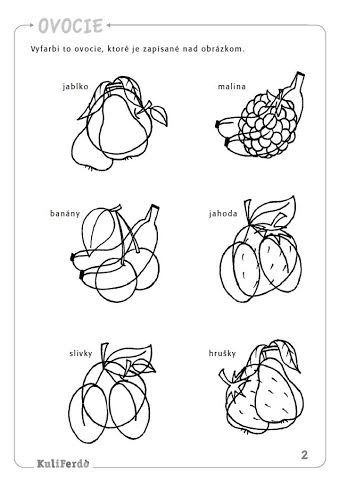 OVOCIE
Vyfarbi to ovocie, ktoré je zapísané nad obrázkom.
jablko
malina
banány
jahoda
slivky
hrušky
2
KuliFerdo